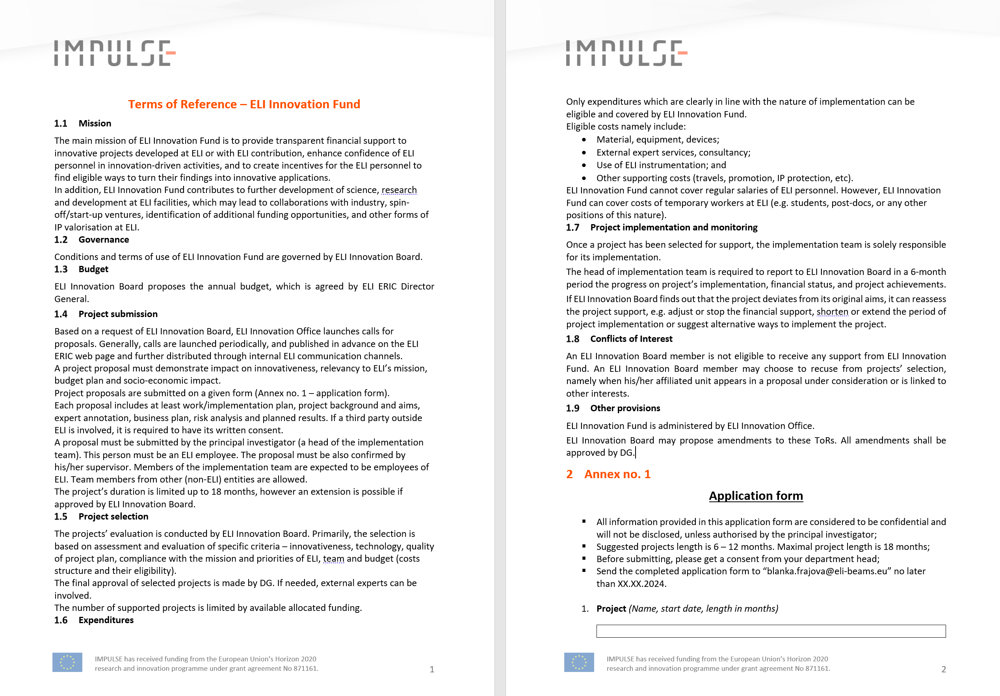 IMPULSE
Terms of Reference – ELI Innovation Fund
1.1 Mission
The main mission of ELI Innovation Fund is to provide transparent financial support to
innovative projects developed at ELI or with ELI contribution, enhance confidence of ELI
personnel in innovation-driven activities, and to create incentives for the ELI personnel to
find eligible ways to turn their findings into innovative applications.
In addition, ELI Innovation Fund contributes to further development of science, research
and development at ELI facilities, which may lead to collaborations with industry, spin-
off/start-up ventures, identification of additional funding opportunities, and other forms of
IP valorisation at ELI.
1.2 Governance
Conditions and terms of use of ELI Innovation Fund are governed by ELI Innovation Board.
1.3 Budget
ELI Innovation Board proposes the annual budget, which is agreed by ELI ERIC Director
General.
1.4 Project submission
Based on a request of ELI Innovation Board, ELI Innovation Office launches calls for
proposals. Generally, calls are launched periodically, and published in advance on the ELI
ERIC web page and further distributed through internal ELI communication channels.
A project proposal must demonstrate impact on innovativeness, relevancy to ELI’s mission,
budget plan and socio-economic impact.
Project proposals are submitted on a given form (Annex no. 1 – application form).
Each proposal includes at least work/implementation plan, project background and aims,
expert annotation, business plan, risk analysis and planned results. If a third party outside
ELI is involved, it is required to have its written consent.
A proposal must be submitted by the principal investigator (a head of the implementation
team). This person must be an ELI employee. The proposal must be also confirmed by
his/her supervisor. Members of the implementation team are expected to be employees of
ELI. Team members from other (non-ELI) entities are allowed.
The project’s duration is limited up to 18 months, however an extension is possible if
approved by ELI Innovation Board.
1.5 Project selection
The projects’ evaluation is conducted by ELI Innovation Board. Primarily, the selection is
based on assessment and evaluation of specific criteria – innovativeness, technology, quality
of project plan, compliance with the mission and priorities of ELI, team and budget (costs
structure and their eligibility).
The final approval of selected projects is made by DG. If needed, external experts can be
involved.
The number of supported projects is limited by available allocated funding.
1.6 Expenditures
IMPULSE has received funding from the European Union’s Horizon 2020
research and innovation programme under grant agreement No 871161.
1
IMPULSE
Only expenditures which are clearly in line with the nature of implementation can be
eligible and covered by ELI Innovation Fund.
Eligible costs namely include:
• Material, equipment, devices;
• External expert services, consultancy;
• Use of ELI instrumentation; and
• Other supporting costs (travels, promotion, IP protection, etc).
ELI Innovation Fund cannot cover regular salaries of ELI personnel. However, ELI Innovation
Fund can cover costs of temporary workers at ELI (e.g. students, post-docs, or any other
positions of this nature).
1.7 Project implementation and monitoring
Once a project has been selected for support, the implementation team is solely responsible
for its implementation.
The head of implementation team is required to report to ELI Innovation Board in a 6-month
period the progress on project’s implementation, financial status, and project achievements.
If ELI Innovation Board finds out that the project deviates from its original aims, it can reassess
the project support, e.g. adjust or stop the financial support, shorten or extend the period of
project implementation or suggest alternative ways to implement the project.
1.8 Conflicts of Interest
An ELI Innovation Board member is not eligible to receive any support from ELI Innovation
Fund. An ELI Innovation Board member may choose to recuse from projects’ selection,
namely when his/her affiliated unit appears in a proposal under consideration or is linked to
other interests.
1.9 Other provisions
ELI Innovation Fund is administered by ELI Innovation Office.
ELI Innovation Board may propose amendments to these ToRs. All amendments shall be
approved by DG.
2 Annex no. 1
Application form
▪ All information provided in this application form are considered to be confidential and
will not be disclosed, unless authorised by the principal investigator;
▪ Suggested projects length is 6 – 12 months. Maximal project length is 18 months;
▪ Before submitting, please get a consent from your department head;
▪ Send the completed application form to “blanka.frajova@eli-beams.eu” no later
than XX.XX.2024.
1. Project (Name, start date, length in months)
IMPULSE has received funding from the European Union’s Horizon 2020
research and innovation programme under grant agreement No 871161.
2